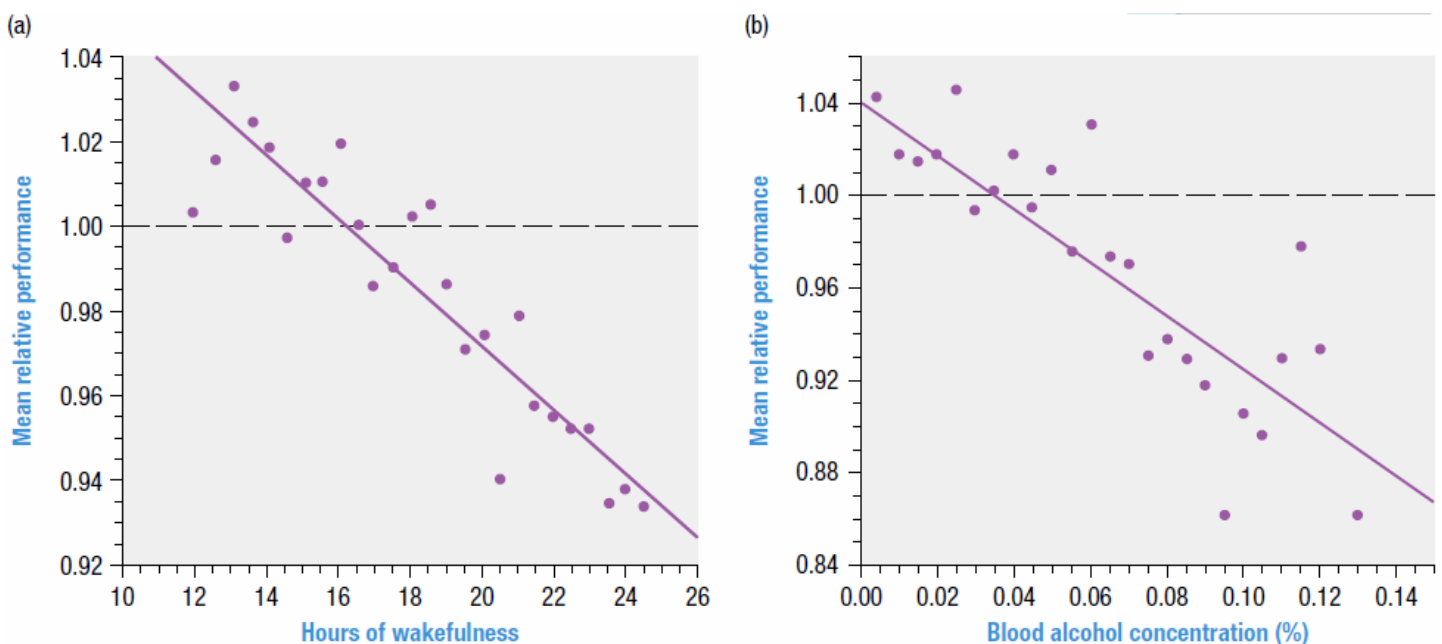 (a)
1.04
1.02
1.00
0.98
0.96
0.94
0.92
10 12 14 16 18 20 22 24 26
Mean relative performance
Hours of wakefulness
(b)
1.04
1.00
0.96
0.92
0.88
0.84
0.00 0.02 0.04 0.06 0.08 0.10 0.12 0.14
Mean relative performance
Blood alcohol concentration (%)